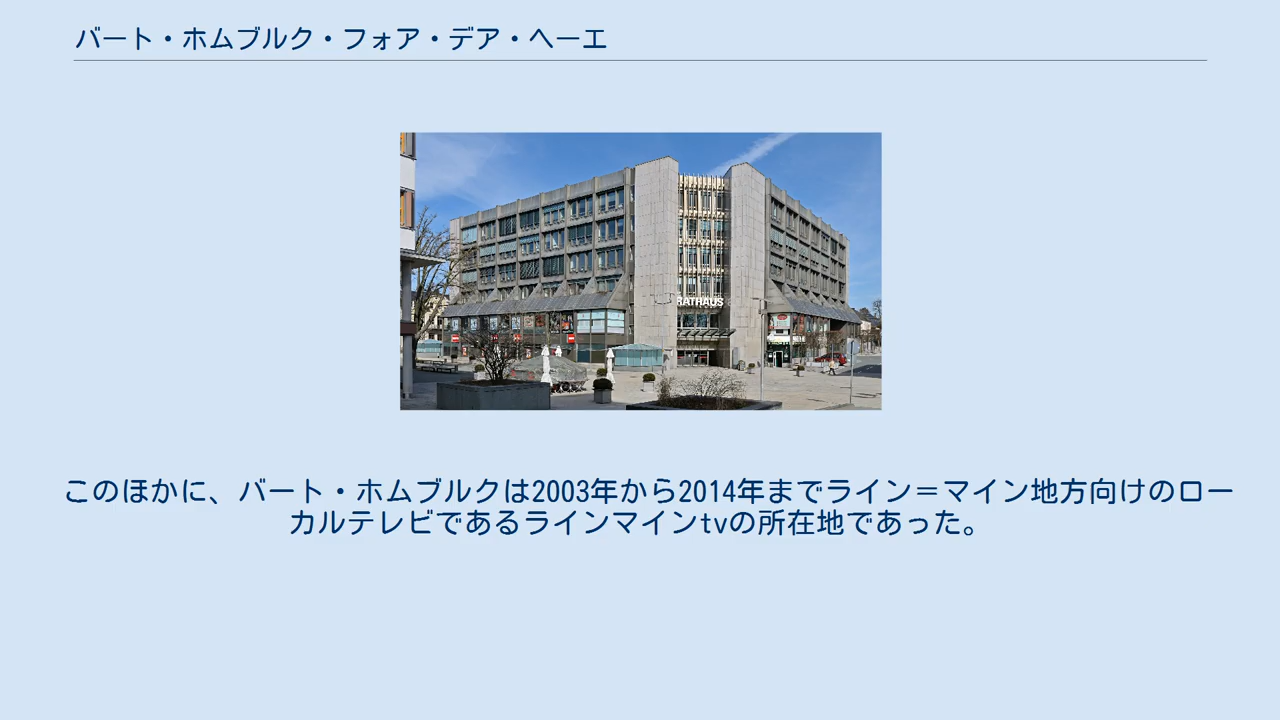 バート・ホムブルク・フォア・デア・ヘーエ
RATHAUS
このほかに、バート・ホムブルクは2003年から2014年までライン＝マイン地方向けのロー
カルテレビであるラインマインtvの所在地であった。